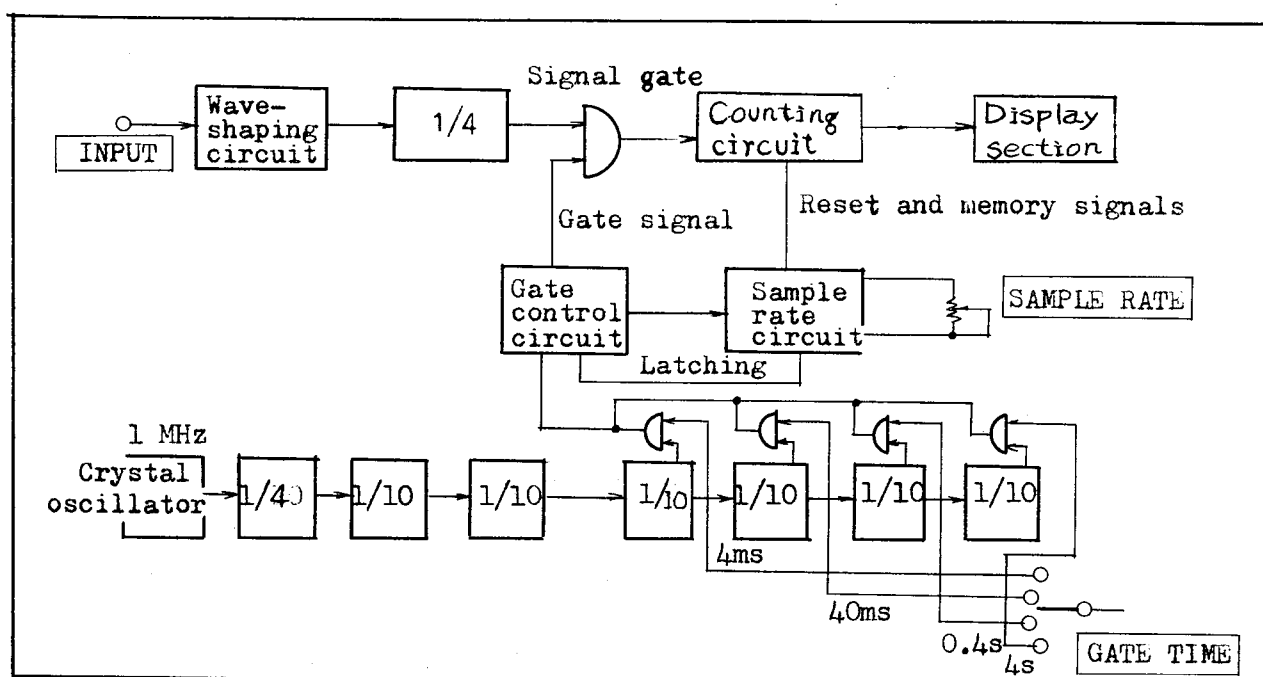 Signal gate
Wave-
shaping
circuit
1/4
Counting
circuit
Display
section
INPUT
Gate signal
Reset and memory signals
Gate
control
circuit
Sample
rate
circuit
SAMPLE RATE
Latching
1 MHz
Crystal
oscillator
1/40
1/10
1/10
1/10
1/10
1/10
1/10
4ms
40ms
0.4s
4s
GATE TIME